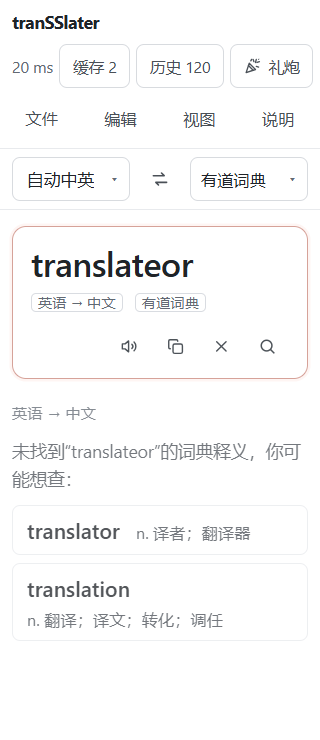 tranSSlater
20 ms 缓存 2 历史 120 礼炮
文件 编辑 视图 说明
自动中英 有道词典
translateor
英语 → 中文 有道词典
英语 → 中文
未找到“translateor”的词典释义，你可
能想查：
translator n. 译者；翻译器
translation
n. 翻译；译文；转化；调任